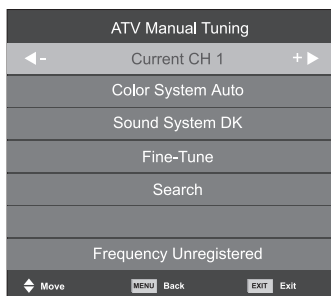 ATV Manual Tuning
- Current CH 1 +
Color System Auto
Sound System DK
Fine-Tune
Search
Frequency Unregistered
Move MENU Back EXIT Exit